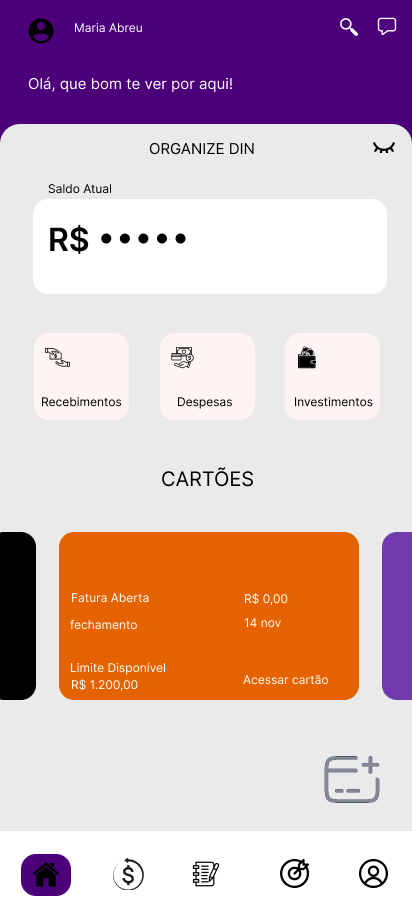 Maria Abreu
Olá, que bom te ver por aqui!
ORGANIZE DIN
Saldo Atual
R$ •••••
Recebimentos
Despesas
Investimentos
CARTÕES
Fatura Aberta
R$ 0,00
fechamento
14 nov
Limite Disponível
R$ 1.200,00
Acessar cartão